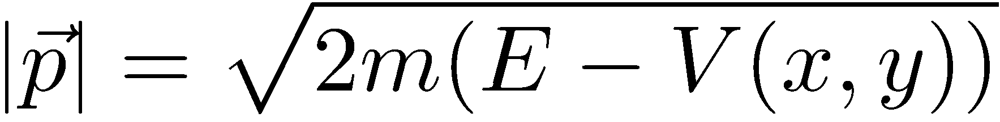 |p⃗| = √2m(E − V(x, y))